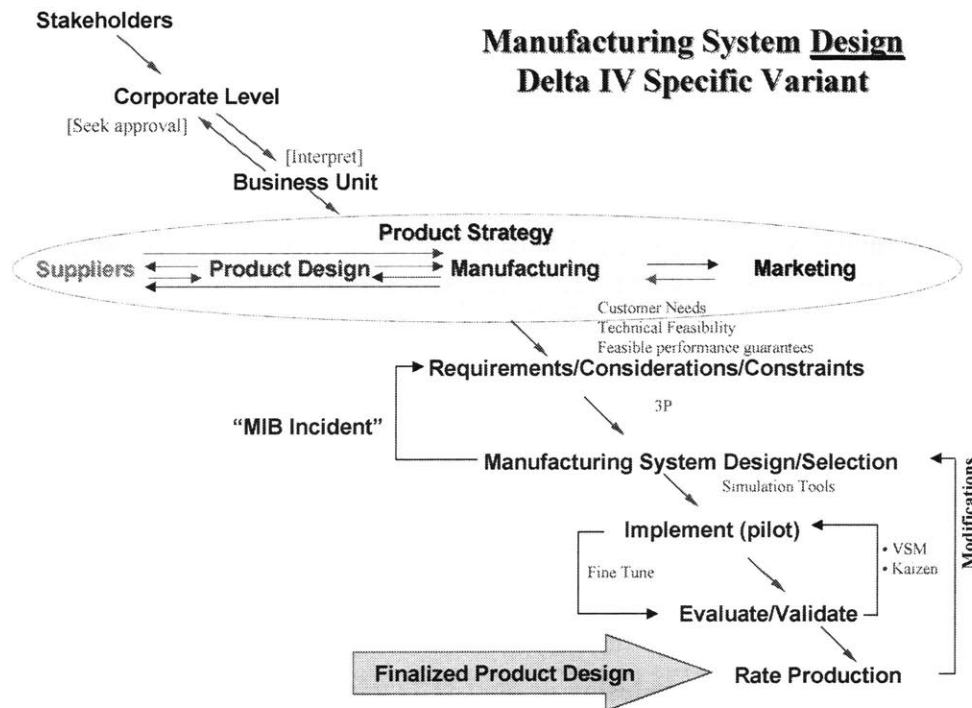 Stakeholders
Manufacturing System Design
Delta IV Specific Variant
Corporate Level
[Seek approval]
[Interpret]
Business Unit
Product Strategy
Suppliers
Product Design
Manufacturing
Marketing
Customer Needs
Technical Feasibility
Feasible performance guarantees
Requirements/Considerations/Constraints
3P
"MIB Incident"
Manufacturing System Design/Selection
Simulation Tools
Modifications
Implement (pilot)
• VSM
• Kaizen
Fine Tune
Evaluate/Validate
Finalized Product Design
Rate Production